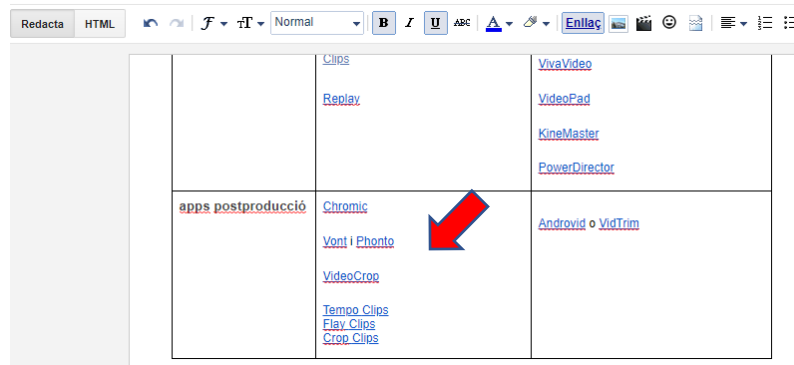 Redacta HTML Normal B I U ABC A Enllaç
Clips
Replay
VivaVideo
VideoPad
KineMaster
PowerDirector
apps postproducció
Chromic
Vont i Phonto
VideoCrop
Tempo Clips
Flay Clips
Crop Clips
Androvid o VidTrim